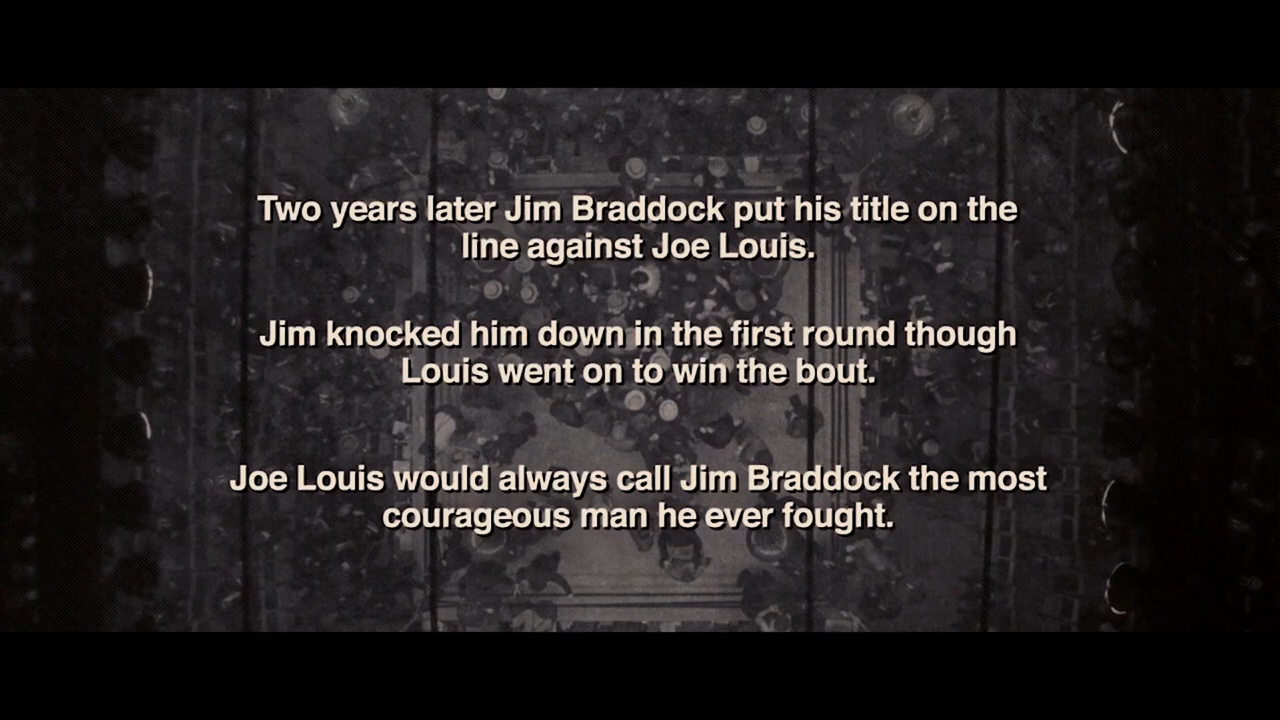 Two years later Jim Braddock put his title on the
line against Joe Louis.
Jim knocked him down in the first round though
Louis went on to win the bout.
Joe Louis would always call Jim Braddock the most
courageous man he ever fought.